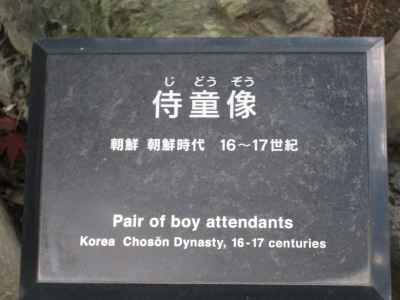 じ どう ぞう
侍童像
朝鮮 朝鮮時代 16～17世紀
Pair of boy attendants
Korea Chosŏn Dynasty, 16-17 centuries